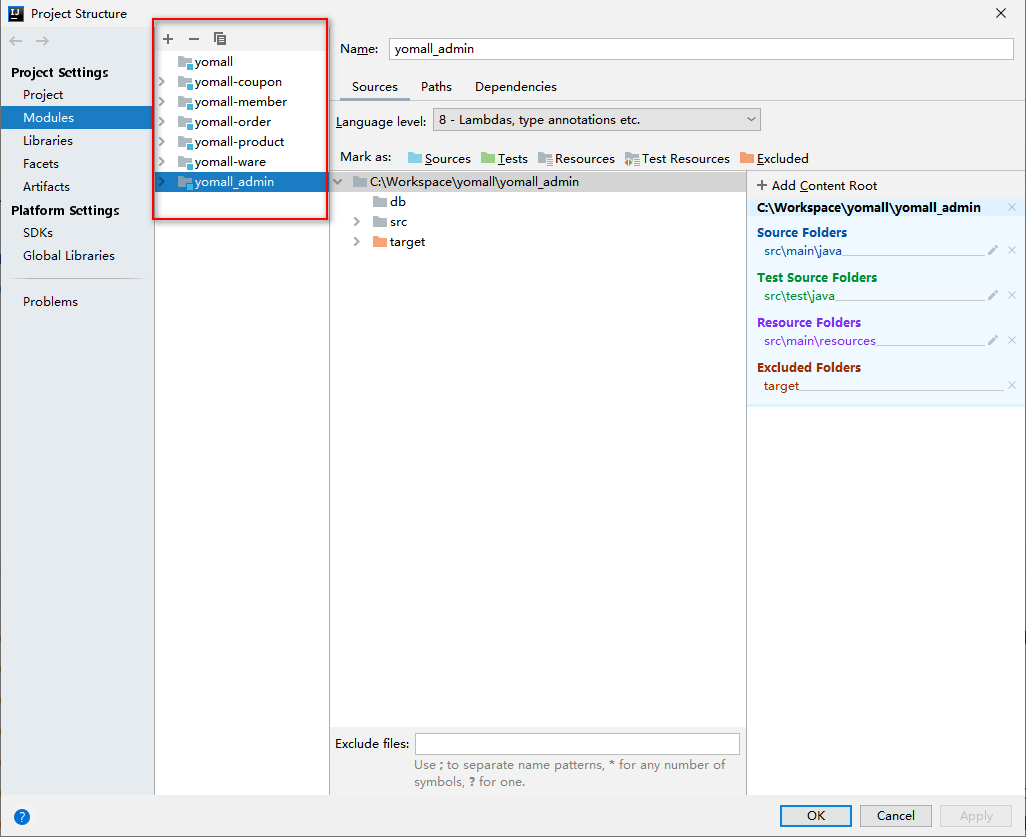 Project Structure
Project Settings
Project
Modules
Libraries
Facets
Artifacts
Platform Settings
SDKs
Global Libraries
Problems
yomall
yomall-coupon
yomall-member
yomall-order
yomall-product
yomall-ware
yomall_admin
Name: yomall_admin
Sources Paths Dependencies
Language level: 8 - Lambdas, type annotations etc.
Mark as: Sources Tests Resources Test Resources Excluded
C:\Workspace\yomall\yomall_admin
db
src
target
Add Content Root
C:\Workspace\yomall\yomall_admin
Source Folders
src\main\java
Test Source Folders
src\test\java
Resource Folders
src\main\resources
Excluded Folders
target
Exclude files:
Use ; to separate name patterns, * for any number of
symbols, ? for one.
OK Cancel Apply